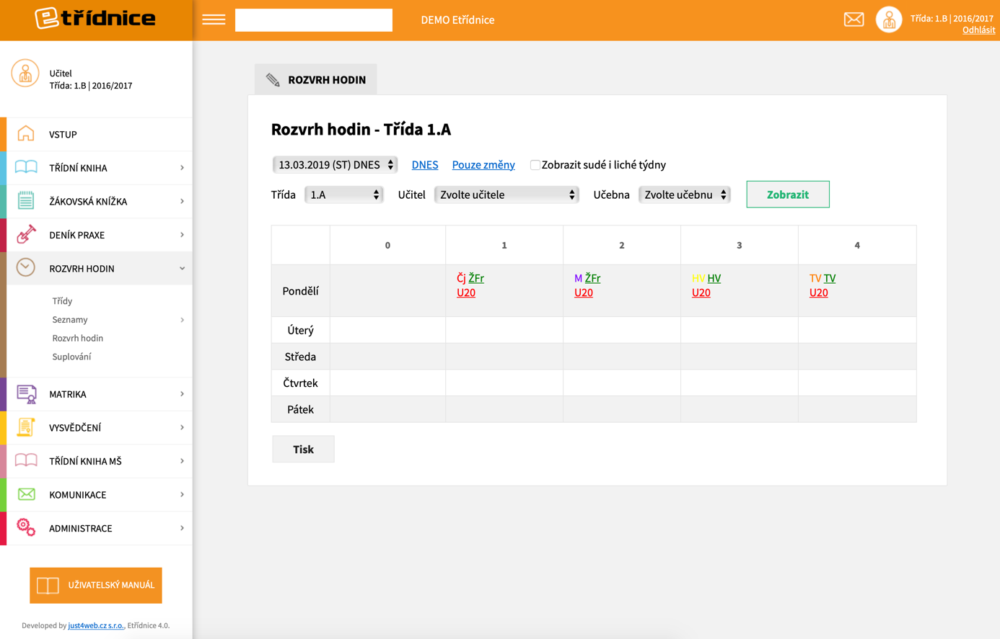 etřídnice
DEMO Etřídnice
Třída: 1.B | 2016/2017
Odhlásit
Učitel
Třída: 1.B | 2016/2017
VSTUP
TŘÍDNÍ KNIHA
ŽÁKOVSKÁ KNÍŽKA
DENÍK PRAXE
ROZVRH HODIN
Třídy
Seznamy
Rozvrh hodin
Suplování
MATRIKA
VYSVĚDČENÍ
TŘÍDNÍ KNIHA MŠ
KOMUNIKACE
ADMINISTRACE
UŽIVATELSKÝ MANUÁL
Developed by just4web.cz s.r.o., Etřídnice 4.0.
ROZVRH HODIN
Rozvrh hodin - Třída 1.A
13.03.2019 (ST) DNES DNES Pouze změny Zobrazit sudé i liché týdny
Třída 1.A Učitel Zvolte učitele Učebna Zvolte učebnu Zobrazit
0 1 2 3 4
Pondělí
Čj ŽFr
U20
M ŽFr
U20
HV HV
U20
TV TV
U20
Úterý
Středa
Čtvrtek
Pátek
Tisk